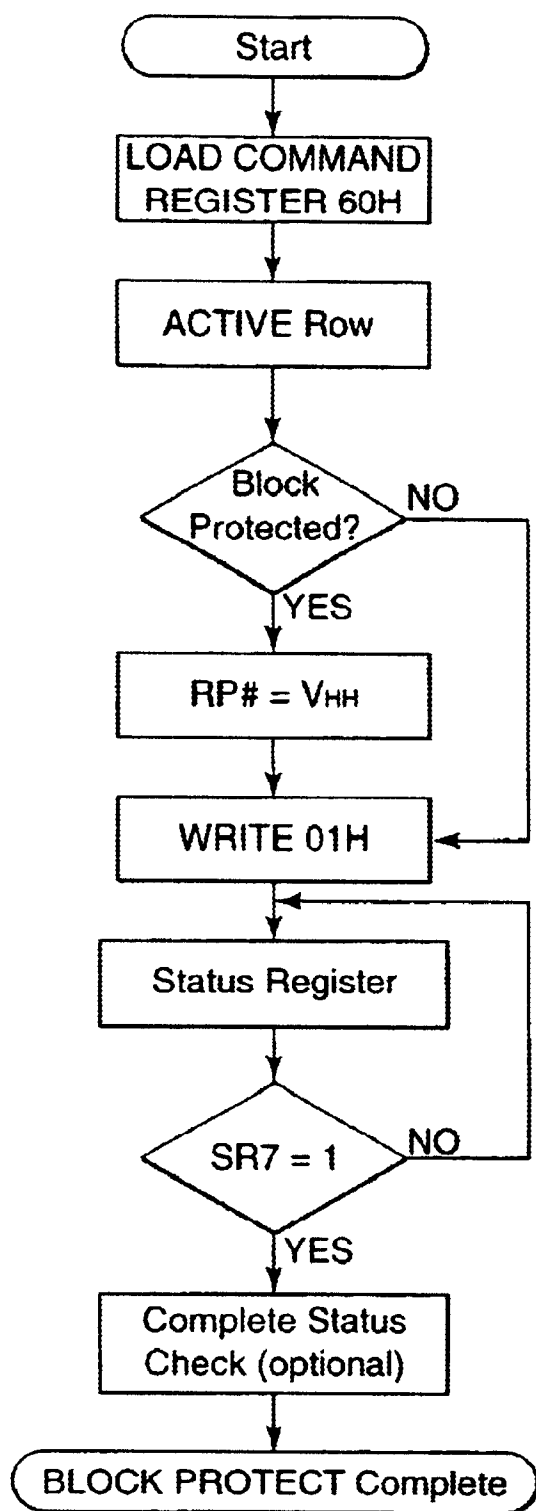 Start
LOAD COMMAND
REGISTER 60H
ACTIVE Row
Block
Protected?
NO
YES
RP# = VHH
WRITE 01H
Status Register
SR7 = 1
NO
YES
Complete Status
Check (optional)
BLOCK PROTECT Complete